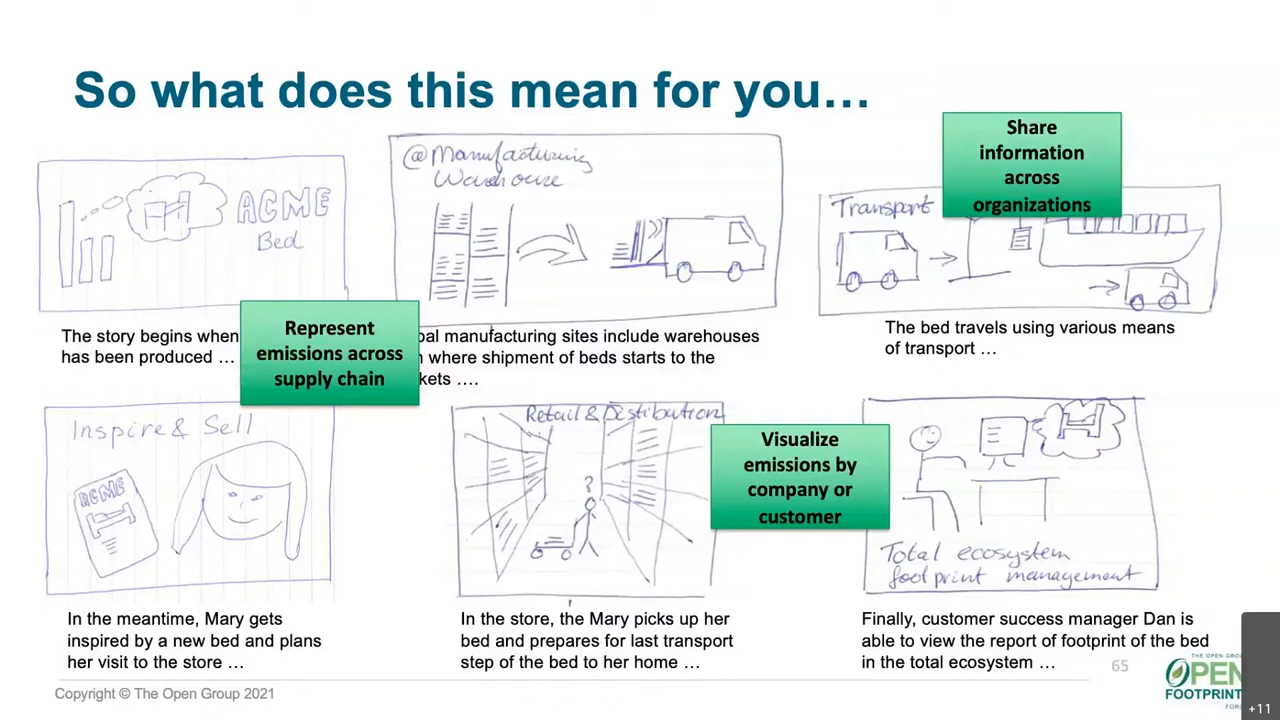 So what does this mean for you…
ACME
Bed
The story begins when
has been produced …
Represent
emissions across
supply chain
@Manufacturing
Warehouse
manufacturing sites include warehouses
where shipment of beds starts to the
….
Share
information
across
organizations
Transport
The bed travels using various means
of transport …
Inspire & Sell
ACME
In the meantime, Mary gets
inspired by a new bed and plans
her visit to the store …
Retail & Distibution
?
In the store, the Mary picks up her
bed and prepares for last transport
step of the bed to her home …
Visualize
emissions by
company or
customer
Total ecosystem
footprint management
Finally, customer success manager Dan is
able to view the report of footprint of the bed
in the total ecosystem …
65
Copyright © The Open Group 2021
THE OPEN
OPEN
FOOTPRINT
+11